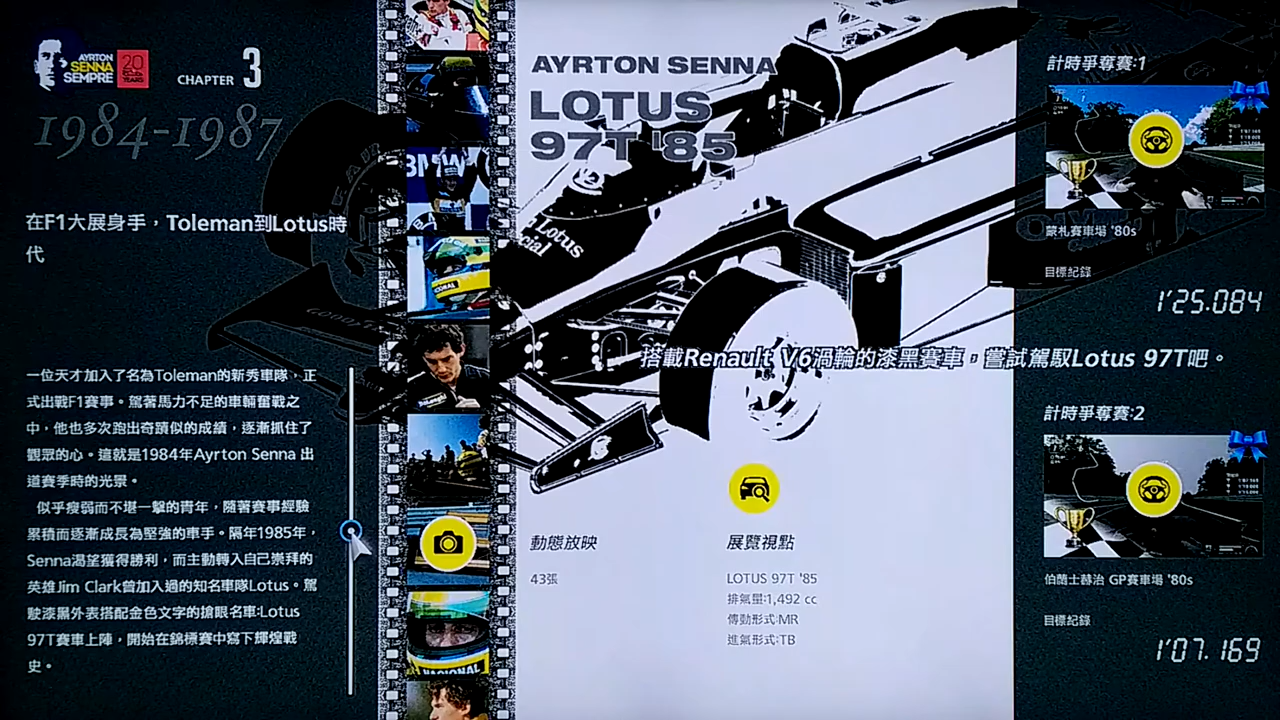 AYRTON
SENNA
SEMPRE
20
YEARS
CHAPTER 3
1984-1987
在F1大展身手，Toleman到Lotus時
代
一位天才加入了名為Toleman的新秀車隊，正
式出戰F1賽事。駕著馬力不足的車輛奮戰之
中，他也多次跑出奇蹟似的成績，逐漸抓住了
觀眾的心。這就是1984年Ayrton Senna 出
道賽季時的光景。
似乎瘦弱而不堪一擊的青年，隨著賽事經驗
累積而逐漸成長為堅強的車手。隔年1985年，
Senna渴望獲得勝利，而主動轉入自己崇拜的
英雄Jim Clark曾加入過的知名車隊Lotus。駕
駛漆黑外表搭配金色文字的搶眼名車:Lotus
97T賽車上陣，開始在錦標賽中寫下輝煌戰
史。
BMW
NACIONAL
AYRTON SENNA
LOTUS
97T '85
Lotus
搭載Renault V6渦輪的漆黑賽車，嘗試駕馭Lotus 97T吧。
動態放映
43張
展覽視點
LOTUS 97T '85
排氣量:1,492 cc
傳動形式:MR
進氣形式:TB
計時爭奪賽:1
蒙札賽車場 '80s
目標紀錄
1'25.084
計時爭奪賽:2
伯蘭士赫治 GP賽車場 '80s
目標紀錄
1'07.169